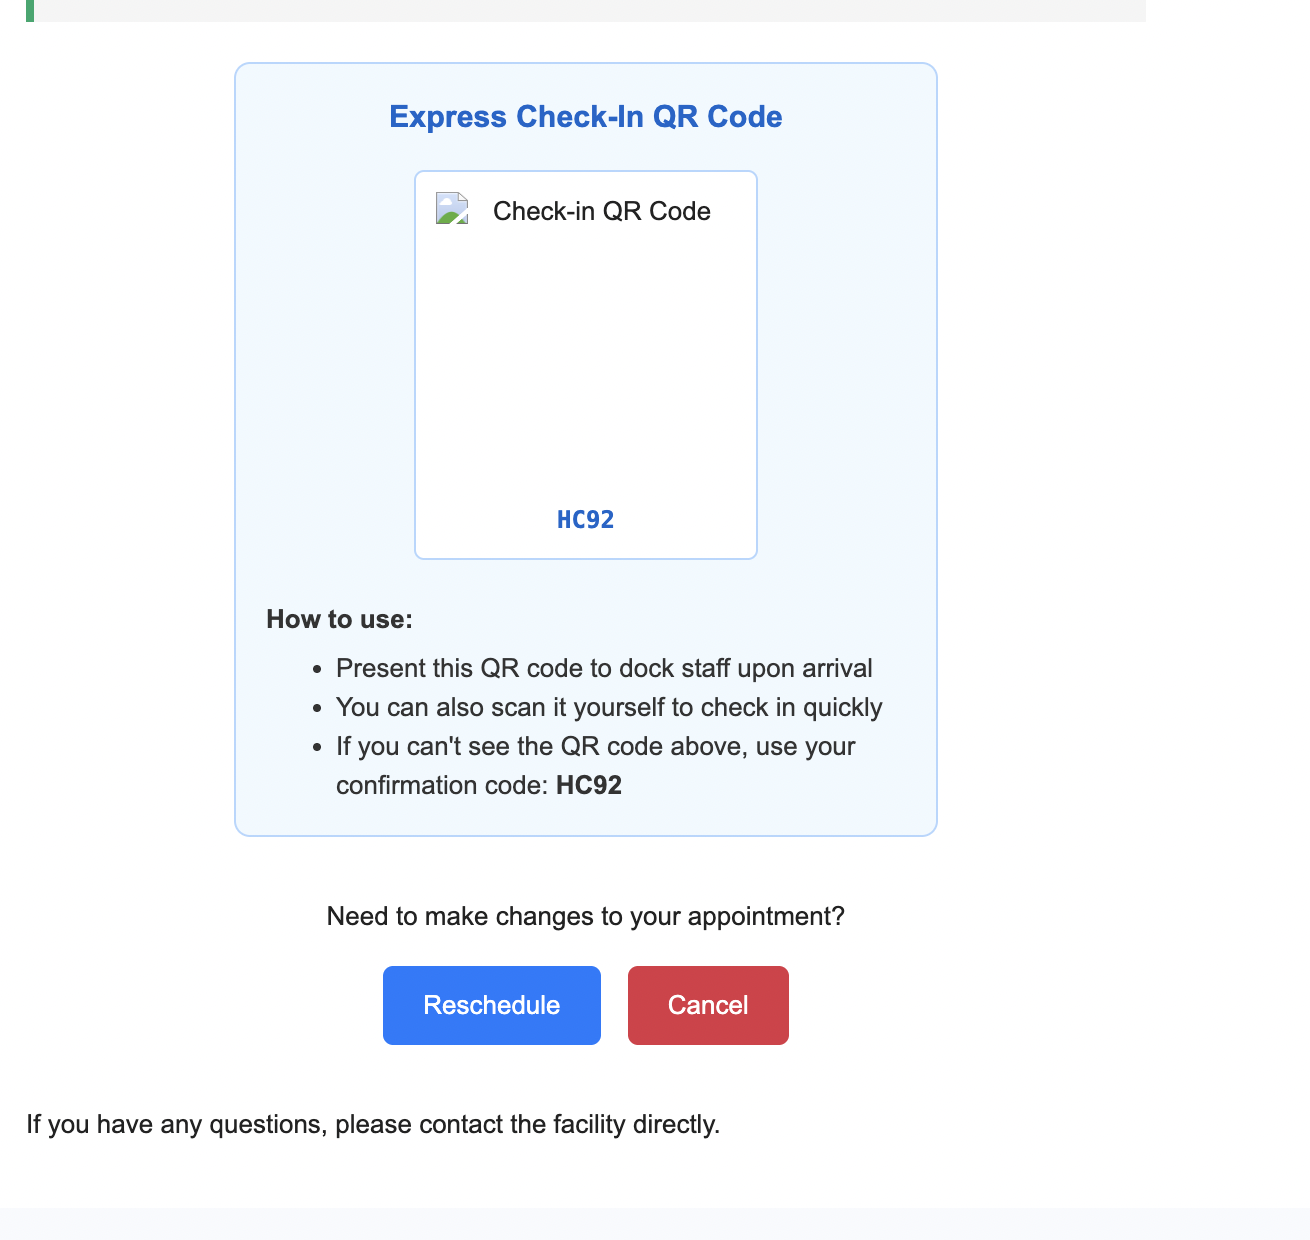 Express Check-In QR Code
Check-in QR Code
HC92
How to use:
• Present this QR code to dock staff upon arrival
• You can also scan it yourself to check in quickly
• If you can't see the QR code above, use your
confirmation code: HC92
Need to make changes to your appointment?
Reschedule Cancel
If you have any questions, please contact the facility directly.